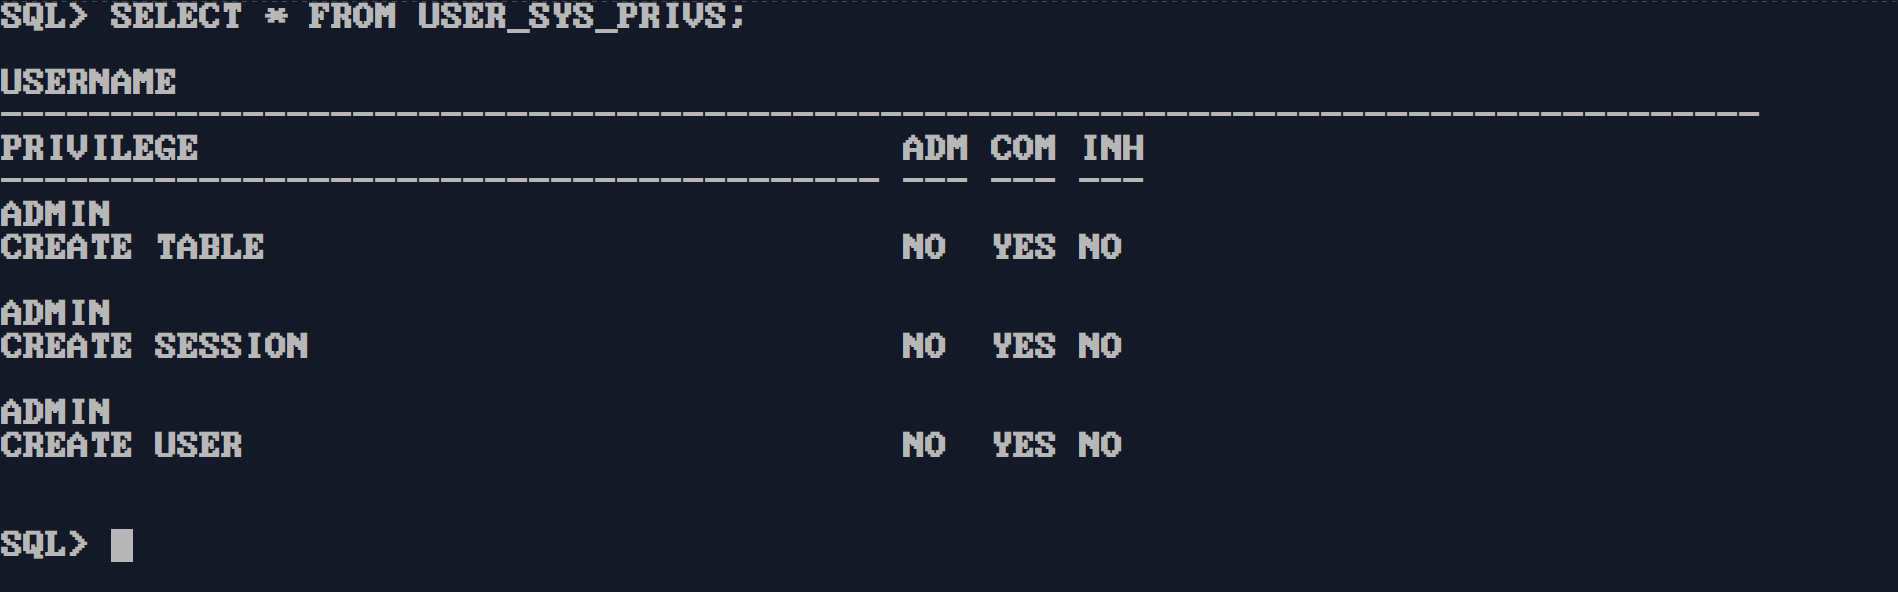 SQL> SELECT * FROM USER_SYS_PRIVS;
USERNAME
--------------------------------------------------------------------------------
PRIVILEGE                                ADM COM INH
---------------------------------------- --- --- ---
ADMIN
CREATE TABLE                             NO  YES NO
ADMIN
CREATE SESSION                           NO  YES NO
ADMIN
CREATE USER                              NO  YES NO
SQL>